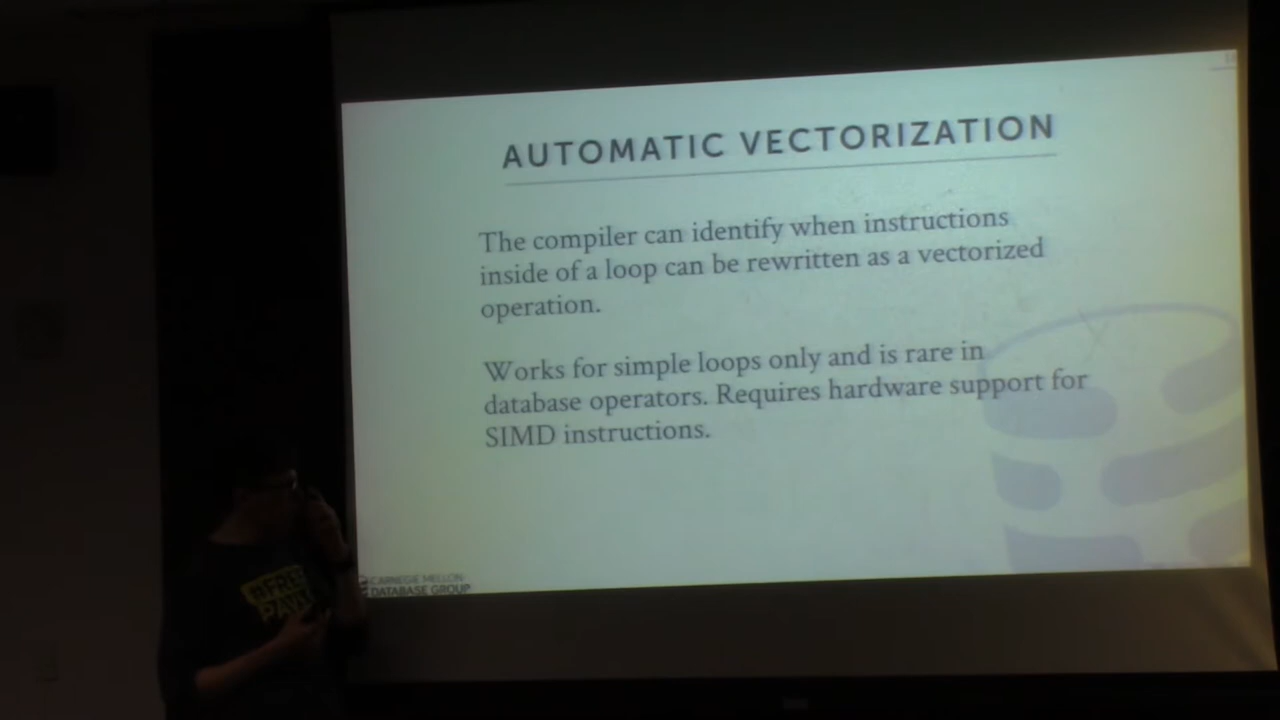 AUTOMATIC VECTORIZATION
The compiler can identify when instructions
inside of a loop can be rewritten as a vectorized
operation.
Works for simple loops only and is rare in
database operators. Requires hardware support for
SIMD instructions.
CARNEGIE MELLON
DATABASE GROUP
#FREE